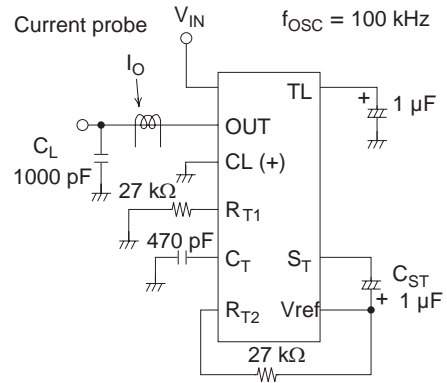 Current probe
V_IN
f_OSC = 100 kHz
I_O
TL
+
1 µF
OUT
C_L
1000 pF
CL (+)
27 kΩ
R_T1
470 pF
C_T
S_T
C_ST
+ 1 µF
R_T2
Vref
27 kΩ